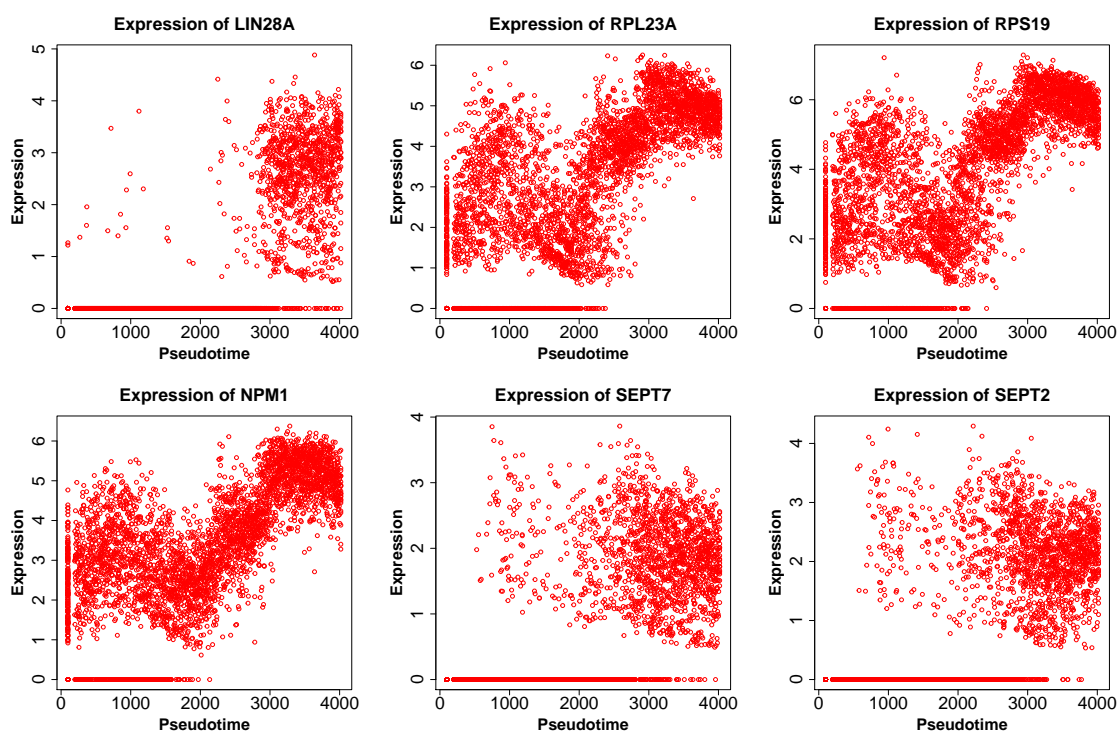 Expression of LIN28A
Expression
5
4
3
2
1
0
0 1000 2000 3000 4000
Pseudotime
Expression of RPL23A
Expression
6
5
4
3
2
1
0
0 1000 2000 3000 4000
Pseudotime
Expression of RPS19
Expression
6
4
2
0
0 1000 2000 3000 4000
Pseudotime
Expression of NPM1
Expression
6
5
4
3
2
1
0
0 1000 2000 3000 4000
Pseudotime
Expression of SEPT7
Expression
4
3
2
1
0
0 1000 2000 3000 4000
Pseudotime
Expression of SEPT2
Expression
4
3
2
1
0
0 1000 2000 3000 4000
Pseudotime